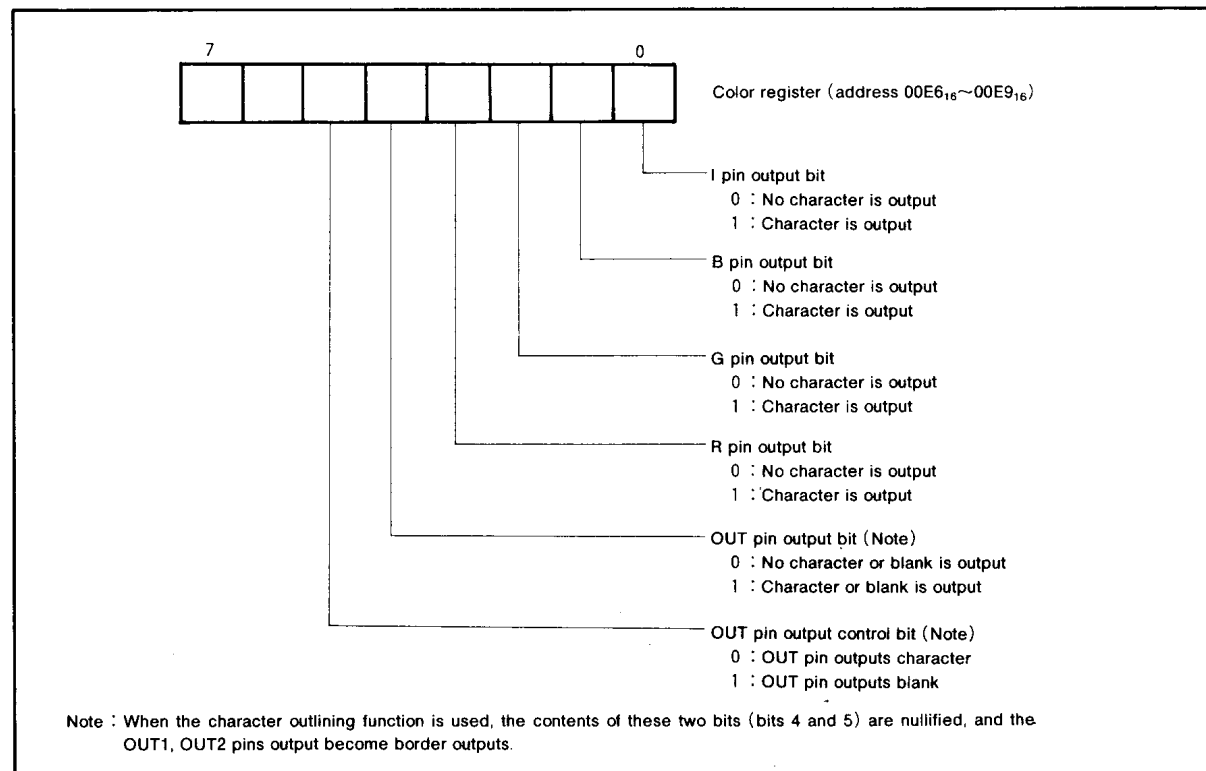 7 0
Color register (address 00E6₁₆~00E9₁₆)
I pin output bit
0 : No character is output
1 : Character is output
B pin output bit
0 : No character is output
1 : Character is output
G pin output bit
0 : No character is output
1 : Character is output
R pin output bit
0 : No character is output
1 : Character is output
OUT pin output bit (Note)
0 : No character or blank is output
1 : Character or blank is output
OUT pin output control bit (Note)
0 : OUT pin outputs character
1 : OUT pin outputs blank
Note : When the character outlining function is used, the contents of these two bits (bits 4 and 5) are nullified, and the
OUT1, OUT2 pins output become border outputs.